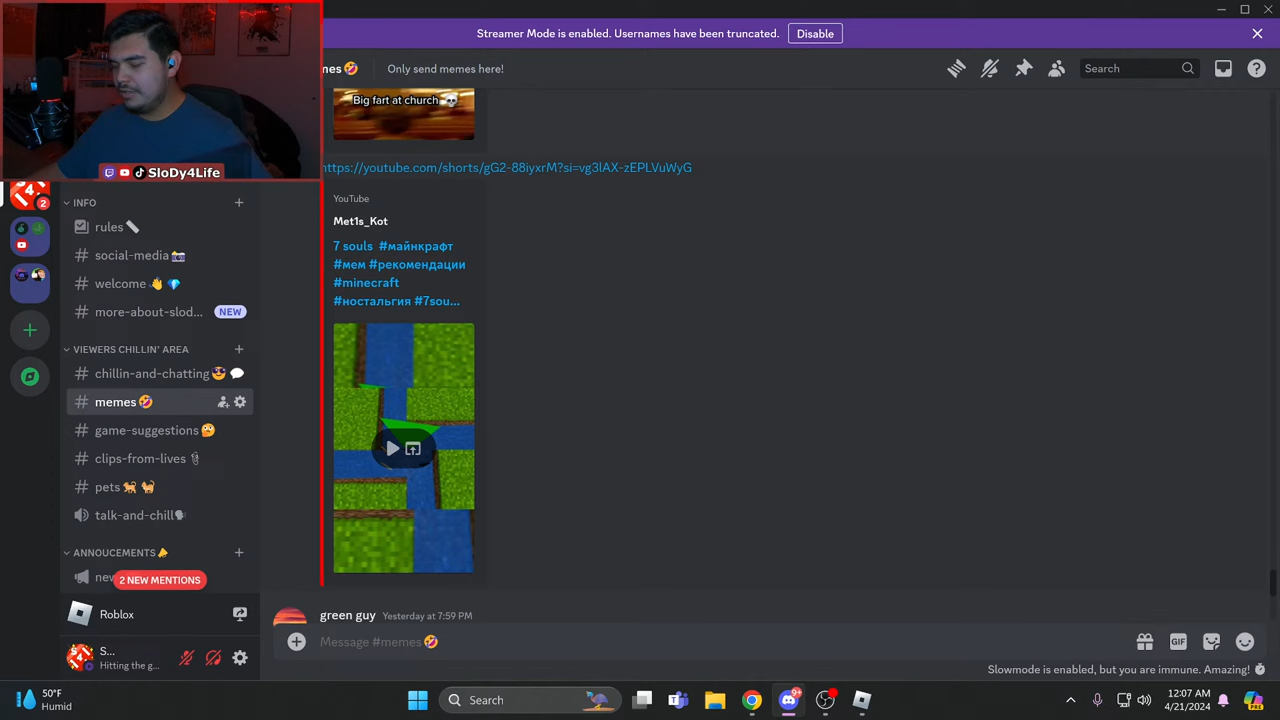 Streamer Mode is enabled. Usernames have been truncated. Disable
mes🤣 Only send memes here! Search
Big fart at church 💀
SloDy4Life
https://youtube.com/shorts/gG2-88iyxrM?si=vg3lAX-zEPLVuWyG
S4L
2
YouTube
Met1s_Kot
7 souls #майнкрафт
#мем #рекомендации
#minecraft
#ностальгия #7sou...
INFO
rules📏
social-media 📸
welcome 👋 💎
more-about-slod... NEW
VIEWERS CHILLIN' AREA
chillin-and-chatting😎💬
memes🤣
game-suggestions🤔
clips-from-lives 🖇
pets 🐕 🐈
talk-and-chill🗣
ANNOUCEMENTS📣
new
2 NEW MENTIONS
Roblox
green guy Yesterday at 7:59 PM
Message #memes🤣
GIF
S...
Hitting the g...
Slowmode is enabled, but you are immune. Amazing!
50°F
Humid
Search
9+
12:07 AM
4/21/2024